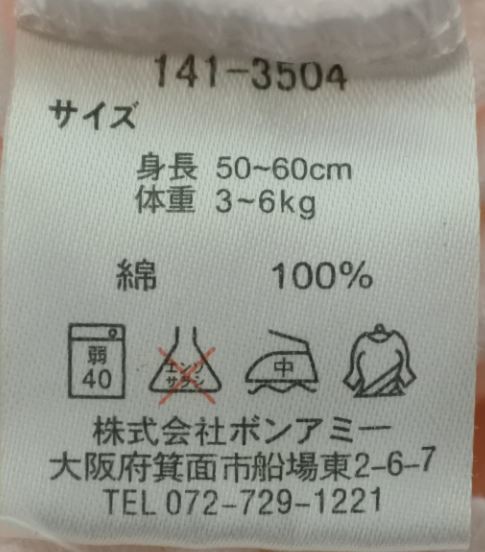 141-3504
サイズ
身長 50~60cm
体重 3~6kg
綿 100%
弱
40
エンソ
サラシ
中
株式会社ボンアミー
大阪府箕面市船場東2-6-7
TEL 072-729-1221